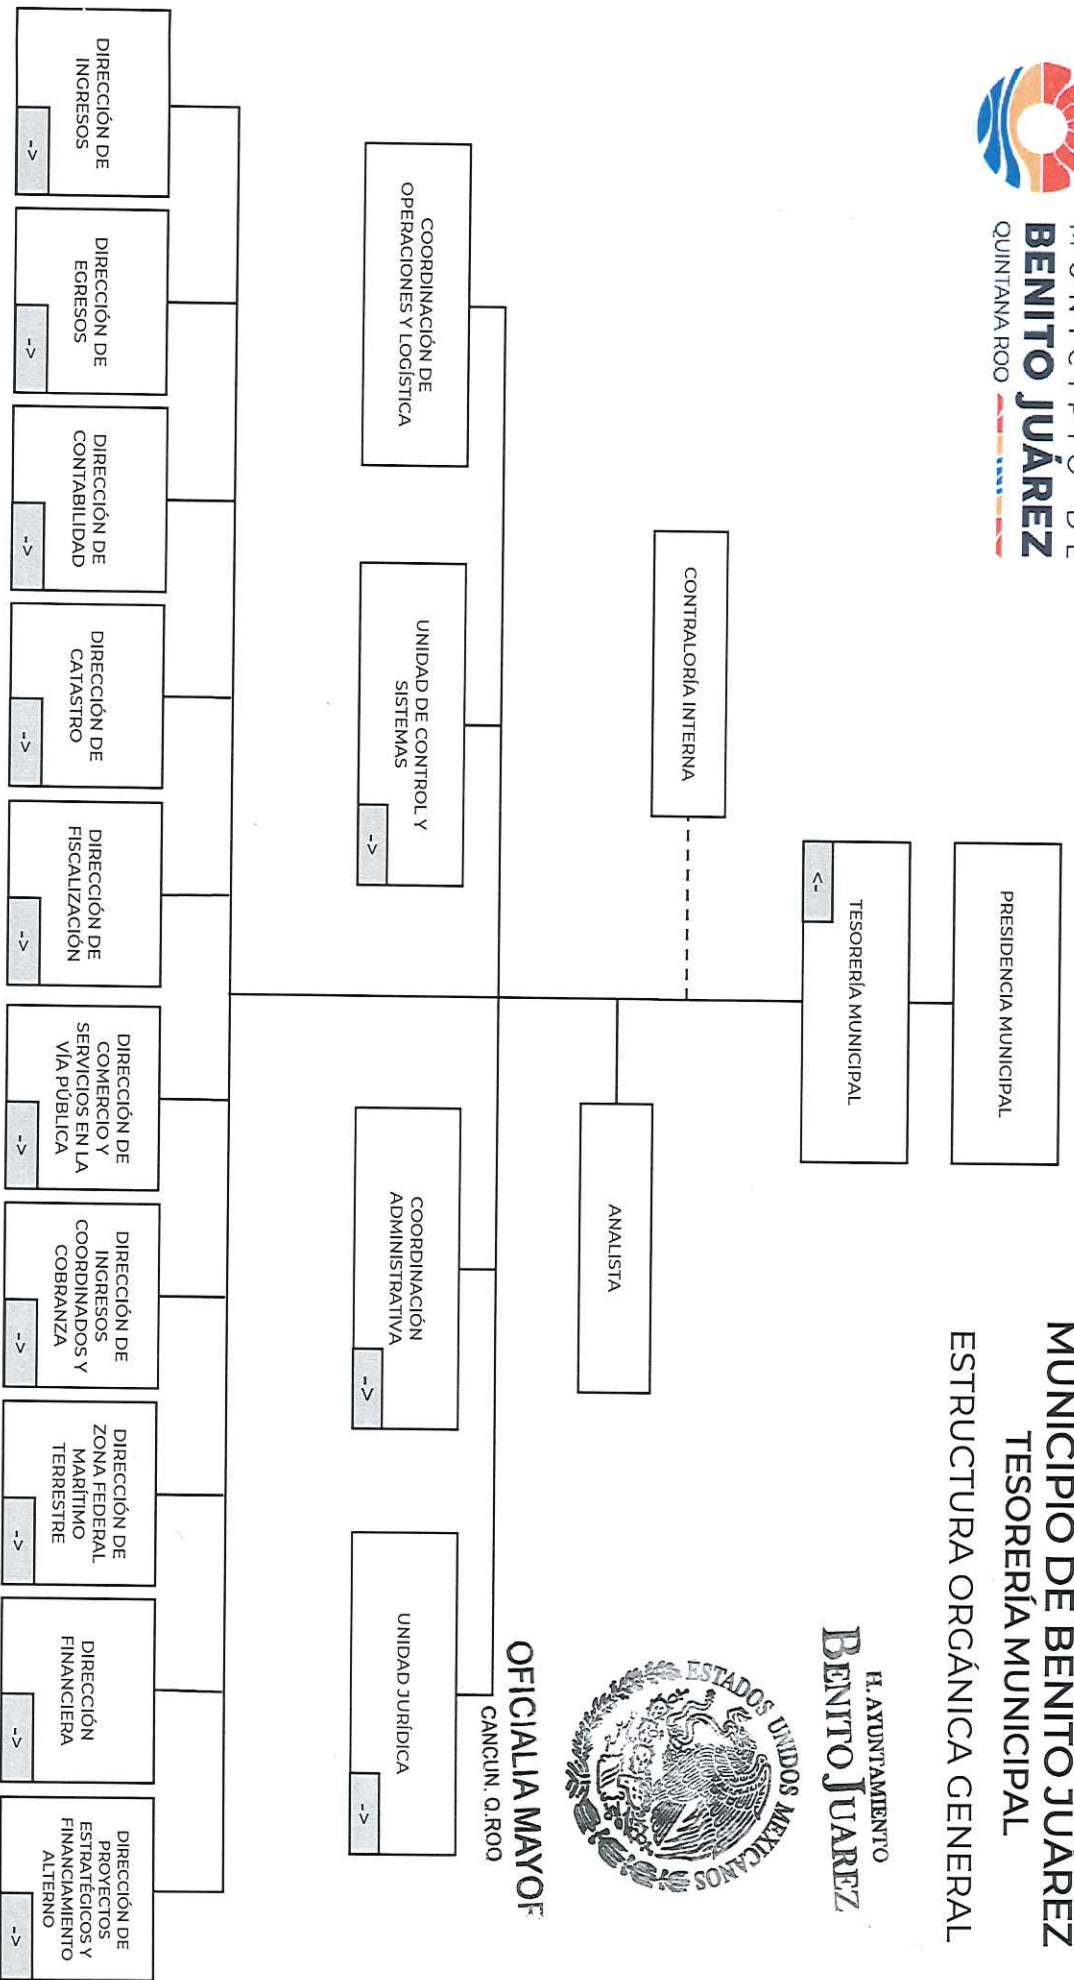 BENITO JUÁREZ
QUINTANA ROO
MUNICIPIO DE BENITO JUÁREZ
TESORERÍA MUNICIPAL
ESTRUCTURA ORGÁNICA GENERAL
H. AYUNTAMIENTO
BENITO JUAREZ
ESTADOS UNIDOS MEXICANOS
OFICIALIA MAYOR
CANCUN, Q.ROO
PRESIDENCIA MUNICIPAL
TESORERÍA MUNICIPAL
<-
CONTRALORÍA INTERNA
ANALISTA
COORDINACIÓN DE
OPERACIONES Y LOGÍSTICA
UNIDAD DE CONTROL Y
SISTEMAS
->
COORDINACIÓN
ADMINISTRATIVA
->
UNIDAD JURÍDICA
->
DIRECCIÓN DE
INGRESOS
->
DIRECCIÓN DE
EGRESOS
->
DIRECCIÓN DE
CONTABILIDAD
->
DIRECCIÓN DE
CATASTRO
->
DIRECCIÓN DE
FISCALIZACIÓN
->
DIRECCIÓN DE
COMERCIO Y
SERVICIOS EN LA
VÍA PÚBLICA
->
DIRECCIÓN DE
INGRESOS
COORDINADOS Y
COBRANZA
->
DIRECCIÓN DE
ZONA FEDERAL
MARÍTIMO
TERRESTRE
->
DIRECCIÓN
FINANCIERA
->
DIRECCIÓN DE
PROYECTOS
ESTRATÉGICOS Y
FINANCIAMIENTO
ALTERNO
->